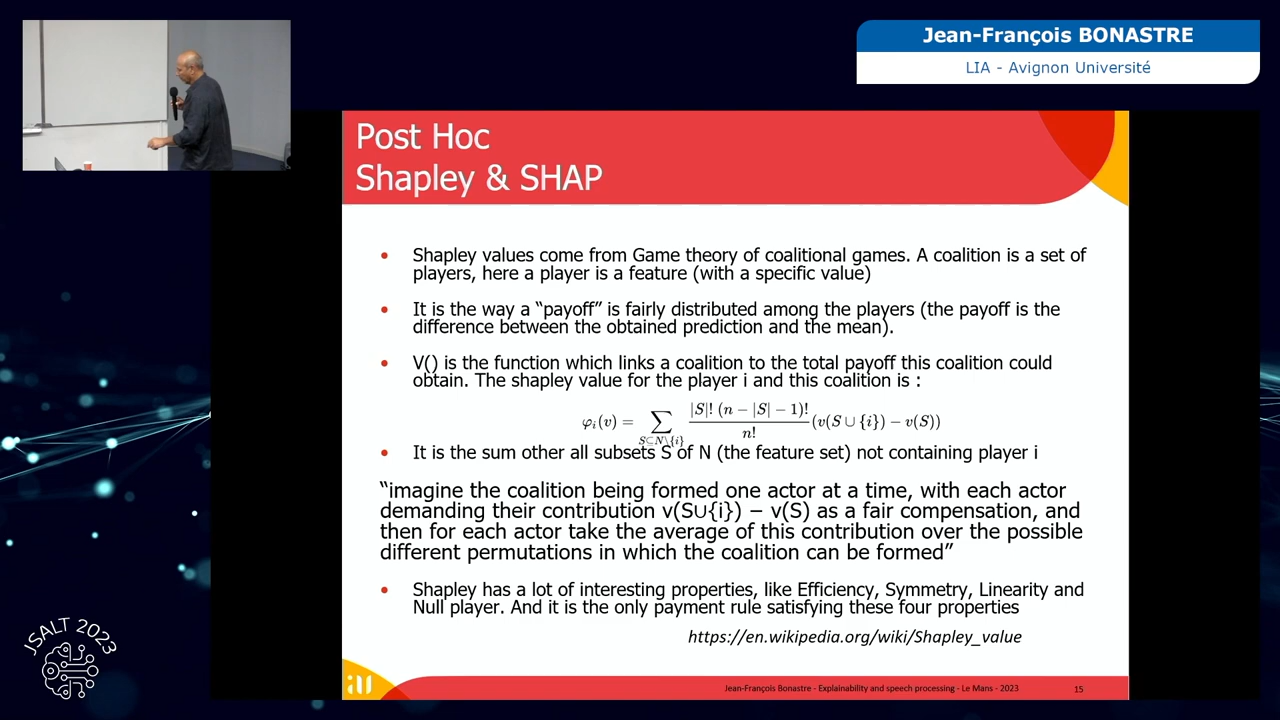 Jean-François BONASTRE
LIA - Avignon Université
Post Hoc
Shapley & SHAP
• Shapley values come from Game theory of coalitional games. A coalition is a set of
players, here a player is a feature (with a specific value)
• It is the way a “payoff” is fairly distributed among the players (the payoff is the
difference between the obtained prediction and the mean).
• V() is the function which links a coalition to the total payoff this coalition could
obtain. The shapley value for the player i and this coalition is :
φᵢ(v) = ∑_{S⊆N\{i}} |S|! (n − |S| − 1)! / n! (v(S ∪ {i}) − v(S))
• It is the sum other all subsets S of N (the feature set) not containing player i
“imagine the coalition being formed one actor at a time, with each actor
demanding their contribution v(S∪{i}) − v(S) as a fair compensation, and
then for each actor take the average of this contribution over the possible
different permutations in which the coalition can be formed”
• Shapley has a lot of interesting properties, like Efficiency, Symmetry, Linearity and
Null player. And it is the only payment rule satisfying these four properties
https://en.wikipedia.org/wiki/Shapley_value
JSALT 2023
au
Jean-François Bonastre - Explainability and speech processing - Le Mans - 2023
15